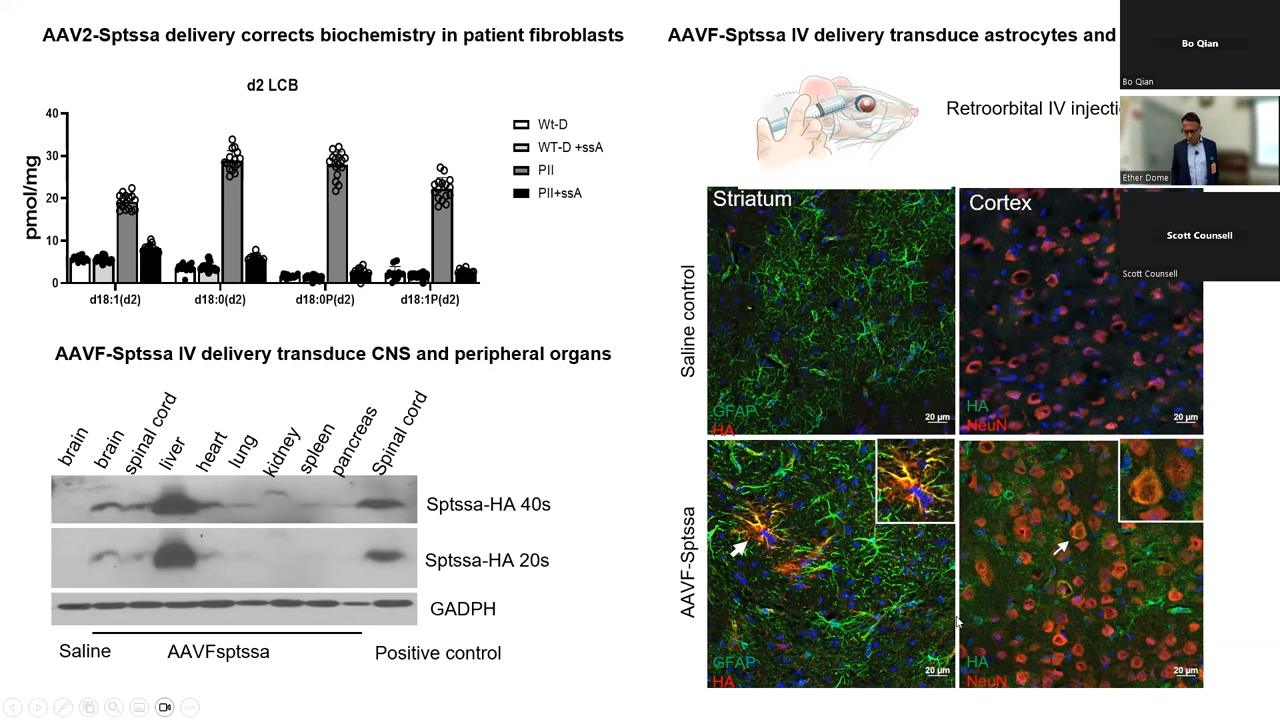 AAV2-Sptssa delivery corrects biochemistry in patient fibroblasts
d2 LCB
40
30
20
10
0
pmol/mg
d18:1(d2)
d18:0(d2)
d18:0P(d2)
d18:1P(d2)
Wt-D
WT-D +ssA
PII
PII+ssA
AAVF-Sptssa IV delivery transduce CNS and peripheral organs
brain
brain
spinal cord
liver
heart
lung
kidney
spleen
pancreas
Spinal cord
Sptssa-HA 40s
Sptssa-HA 20s
GADPH
Saline
AAVFsptssa
Positive control
AAVF-Sptssa IV delivery transduce astrocytes and
Retroorbital IV injecti
Saline control
Striatum
GFAP
HA
20 µm
Cortex
HA
NeuN
20 µm
AAVF-Sptssa
GFAP
HA
20 µm
HA
NeuN
20 µm
Bo Qian
Bo Qian
Ether Dome
Scott Counsell
Scott Counsell